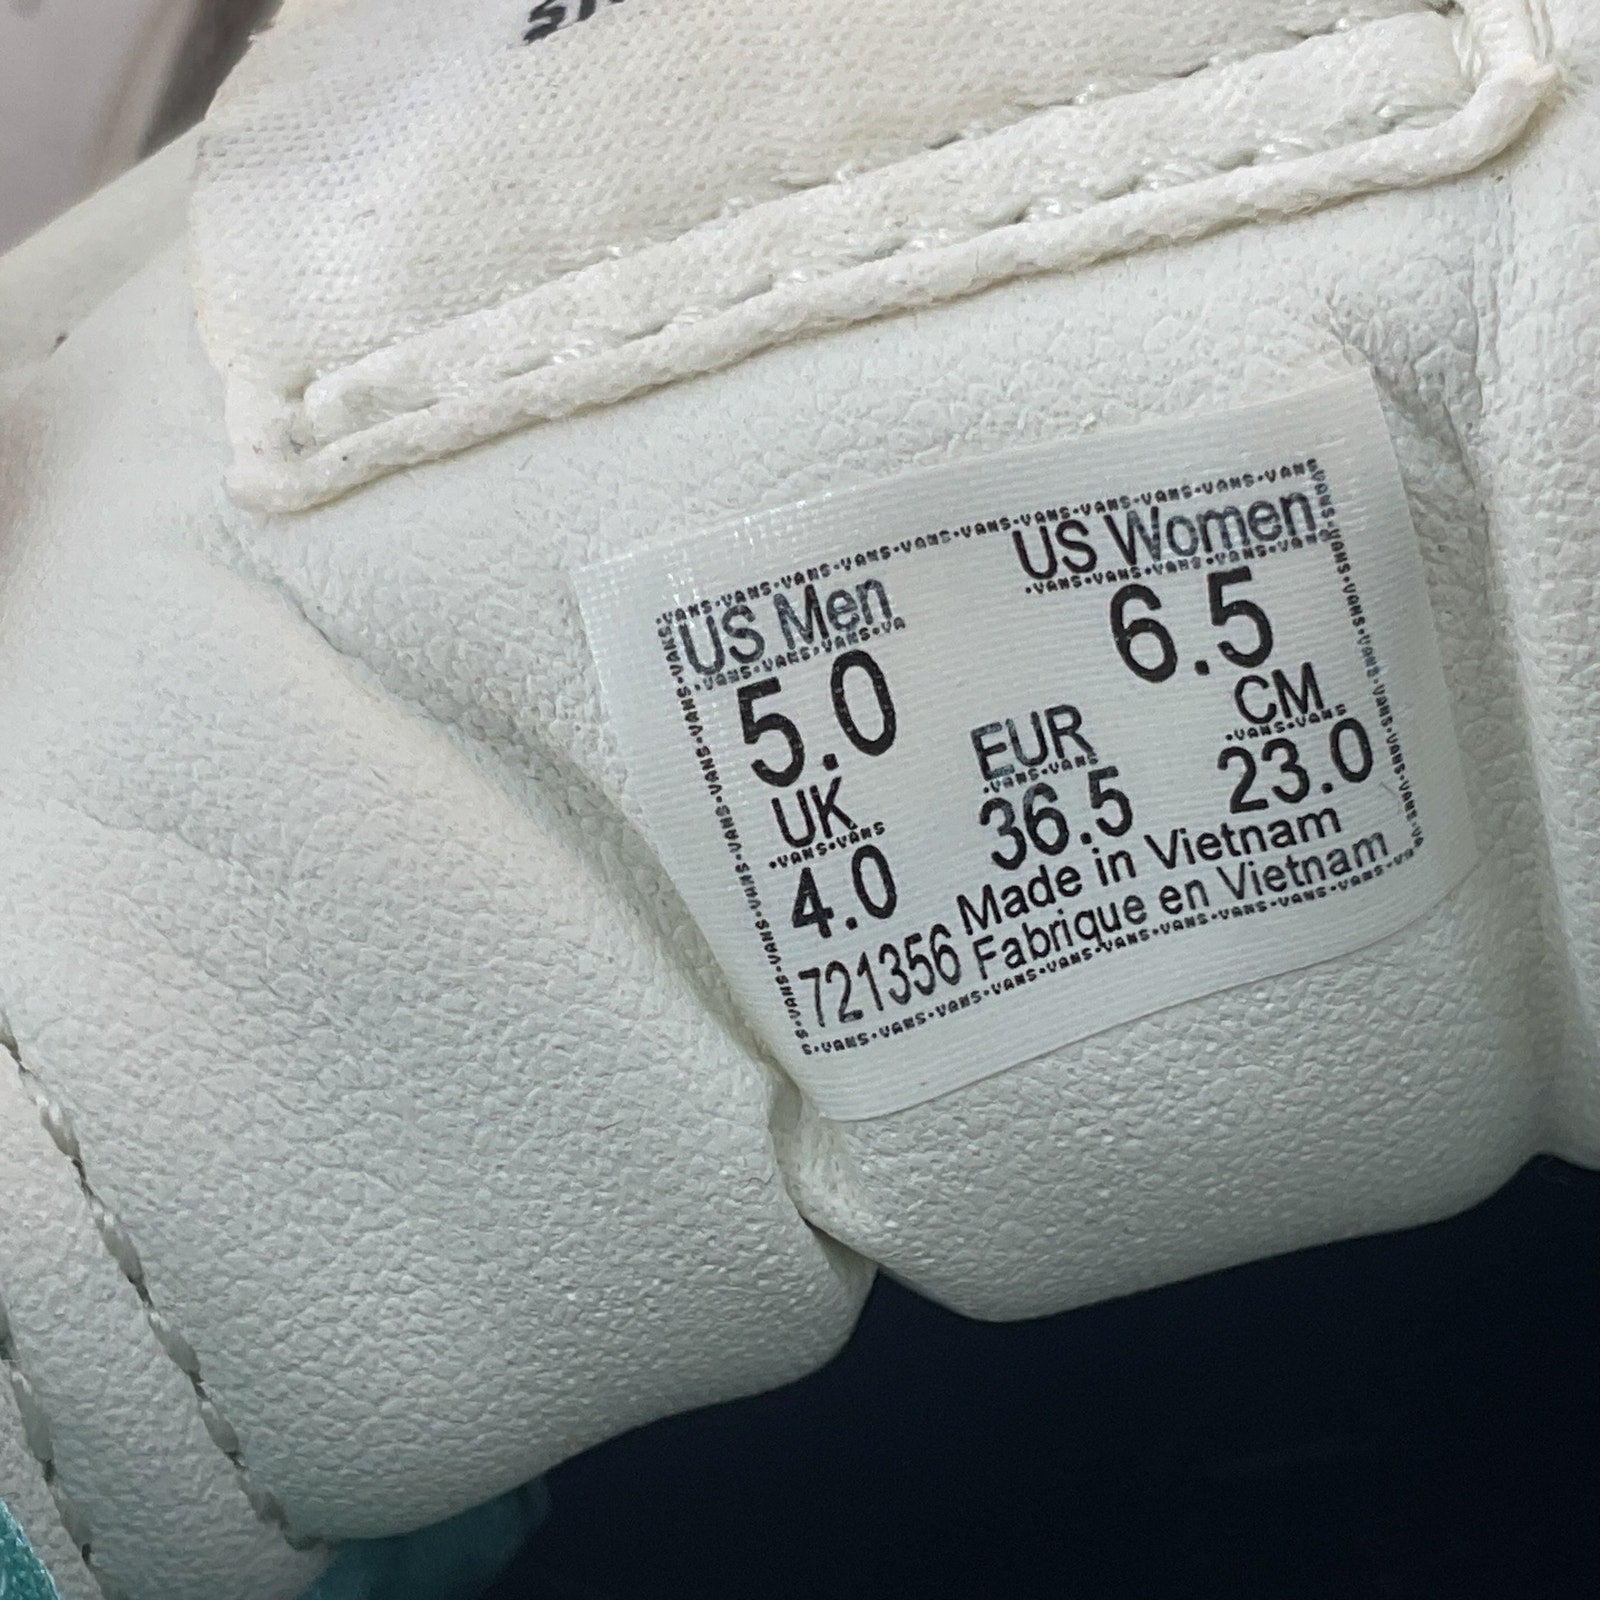 US Men US Women
5.0 6.5
UK EUR CM
4.0 36.5 23.0
Made in Vietnam
721356 Fabrique en Vietnam